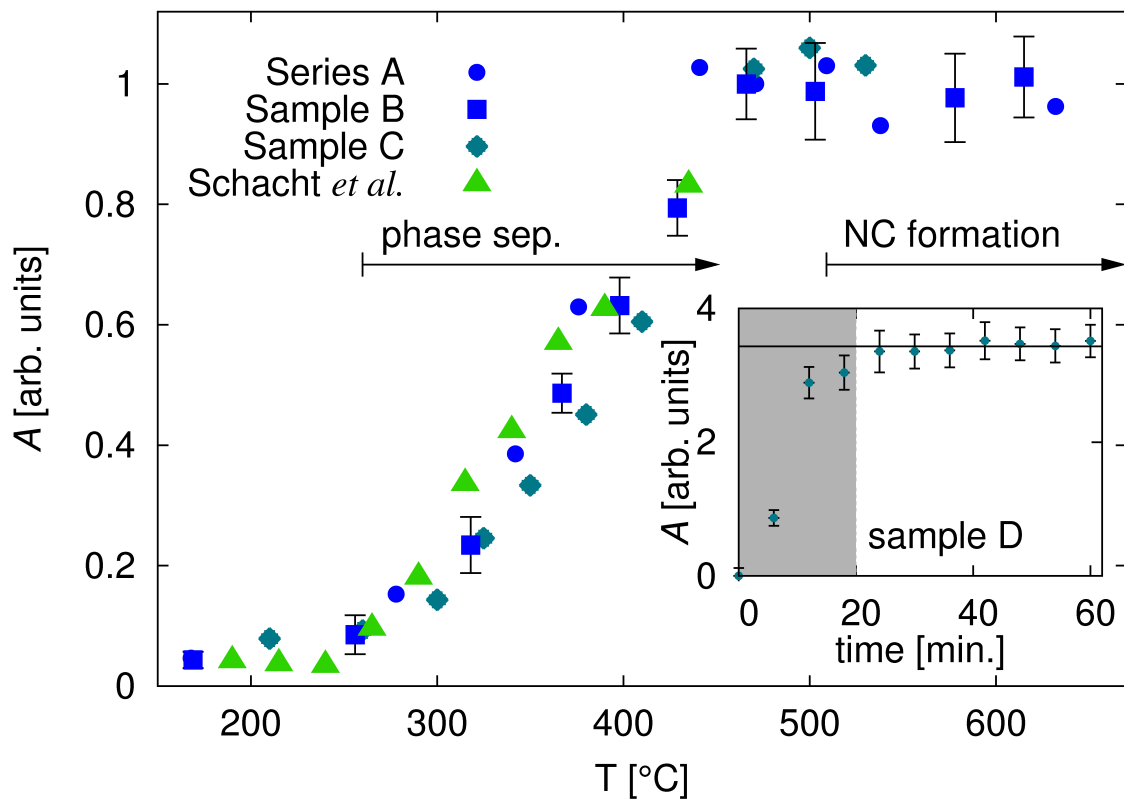 Series A
Sample B
Sample C
Schacht et al.
phase sep.
NC formation
A [arb. units]
1
0.8
0.6
0.4
0.2
0
200
300
400
500
600
T [°C]
A [arb. units]
4
2
0
sample D
0
20
40
60
time [min.]